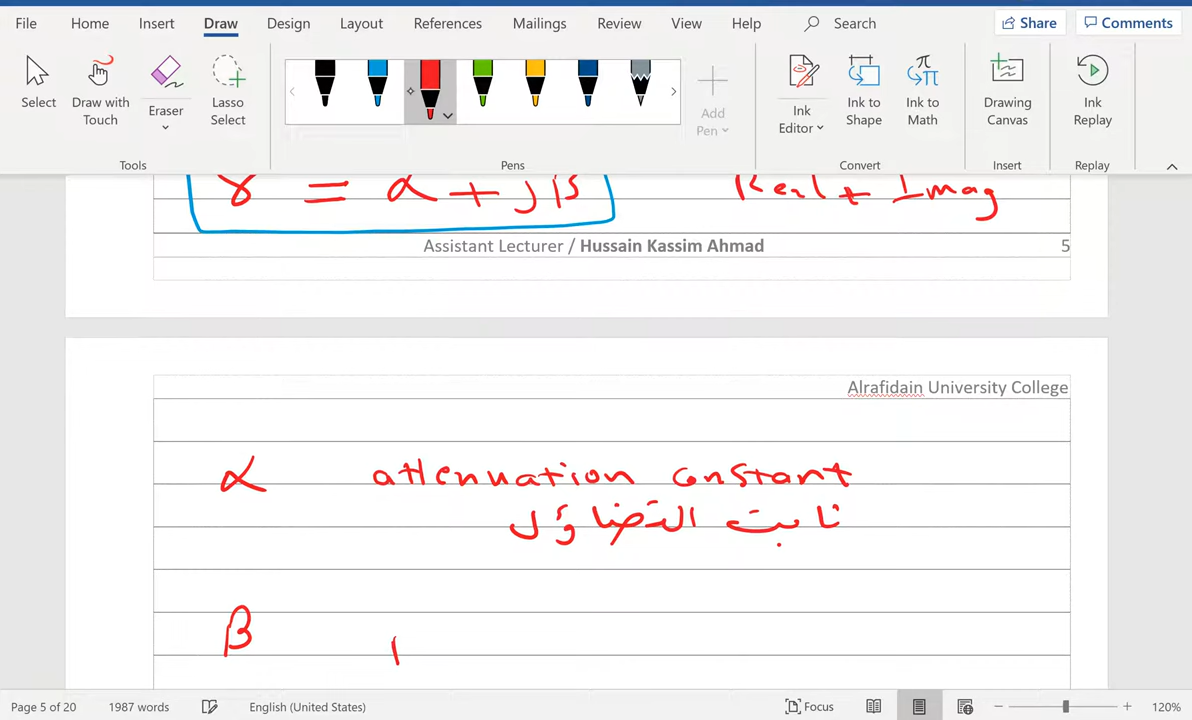 File Home Insert Draw Design Layout References Mailings Review View Help Search Share Comments
Select Draw with Touch Eraser Lasso Select Add Pen Ink Editor Ink to Shape Ink to Math Drawing Canvas Ink Replay
Tools Pens Convert Insert Replay
γ = α + jβ Real + Imag
Assistant Lecturer / Hussain Kassim Ahmad 5
Alrafidain University College
α attenuation constant
ثابت التضاؤل
β
Page 5 of 20 1987 words English (United States) Focus 120%